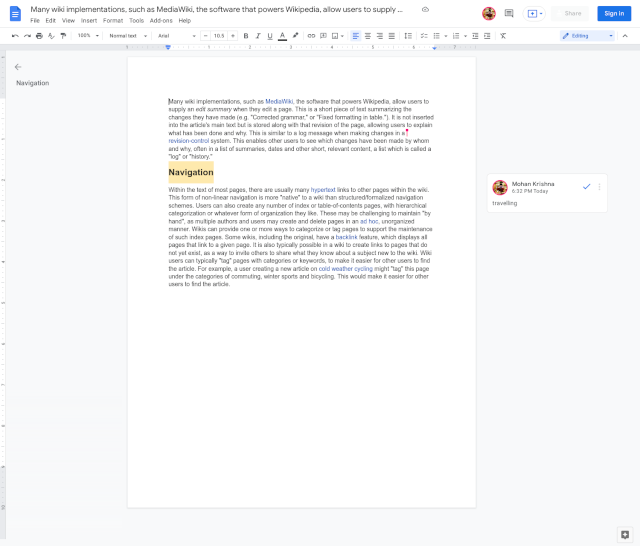 Many wiki implementations, such as MediaWiki, the software that powers Wikipedia, allow users to supply ...
File Edit View Insert Format Tools Add-ons Help
Share
Sign in
100% Normal text Arial 10.5 B I U A Editing
Navigation
Many wiki implementations, such as MediaWiki, the software that powers Wikipedia, allow users to
supply an edit summary when they edit a page. This is a short piece of text summarizing the
changes they have made (e.g. "Corrected grammar," or "Fixed formatting in table."). It is not inserted
into the article's main text but is stored along with that revision of the page, allowing users to explain
what has been done and why. This is similar to a log message when making changes in a
revision-control system. This enables other users to see which changes have been made by whom
and why, often in a list of summaries, dates and other short, relevant content, a list which is called a
"log" or "history."
Navigation
Within the text of most pages, there are usually many hypertext links to other pages within the wiki.
This form of non-linear navigation is more "native" to a wiki than structured/formalized navigation
schemes. Users can also create any number of index or table-of-contents pages, with hierarchical
categorization or whatever form of organization they like. These may be challenging to maintain "by
hand", as multiple authors and users may create and delete pages in an ad hoc, unorganized
manner. Wikis can provide one or more ways to categorize or tag pages to support the maintenance
of such index pages. Some wikis, including the original, have a backlink feature, which displays all
pages that link to a given page. It is also typically possible in a wiki to create links to pages that do
not yet exist, as a way to invite others to share what they know about a subject new to the wiki. Wiki
users can typically "tag" pages with categories or keywords, to make it easier for other users to find
the article. For example, a user creating a new article on cold weather cycling might "tag" this page
under the categories of commuting, winter sports and bicycling. This would make it easier for other
users to find the article.
Mohan Krishna
6:32 PM Today
travelling